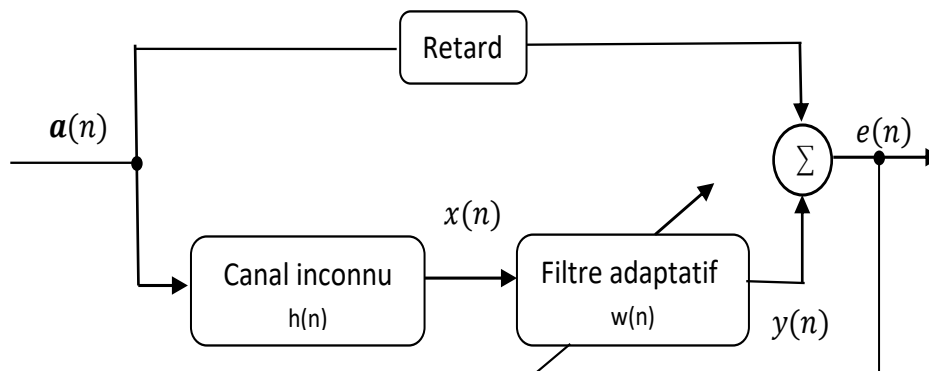 Retard
a(n)
e(n)
∑
x(n)
Canal inconnu
h(n)
Filtre adaptatif
w(n)
y(n)